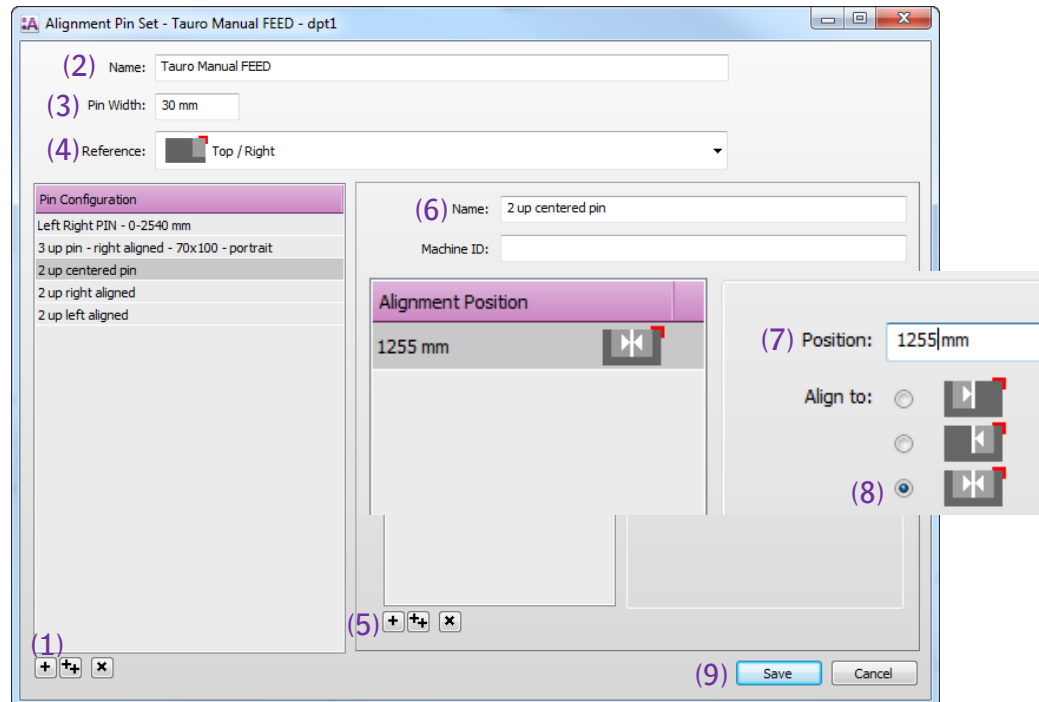 Alignment Pin Set - Tauro Manual FEED - dpt1
(2) Name: Tauro Manual FEED
(3) Pin Width: 30 mm
(4) Reference: Top / Right
Pin Configuration
Left Right PIN - 0-2540 mm
3 up pin - right aligned - 70x100 - portrait
2 up centered pin
2 up right aligned
2 up left aligned
(1)
(6) Name: 2 up centered pin
Machine ID:
Alignment Position
1255 mm
(7) Position: 1255 mm
Align to:
(8)
(5)
(9) Save Cancel